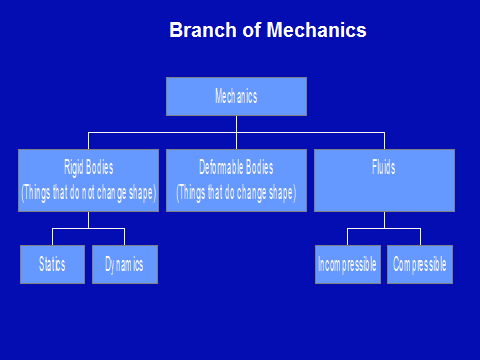 Branch of Mechanics
Mechanics
Rigid Bodies
(Things that do not change shape)
Deformable Bodies
(Things that do change shape)
Fluids
Statics
Dynamics
Incompressible
Compressible